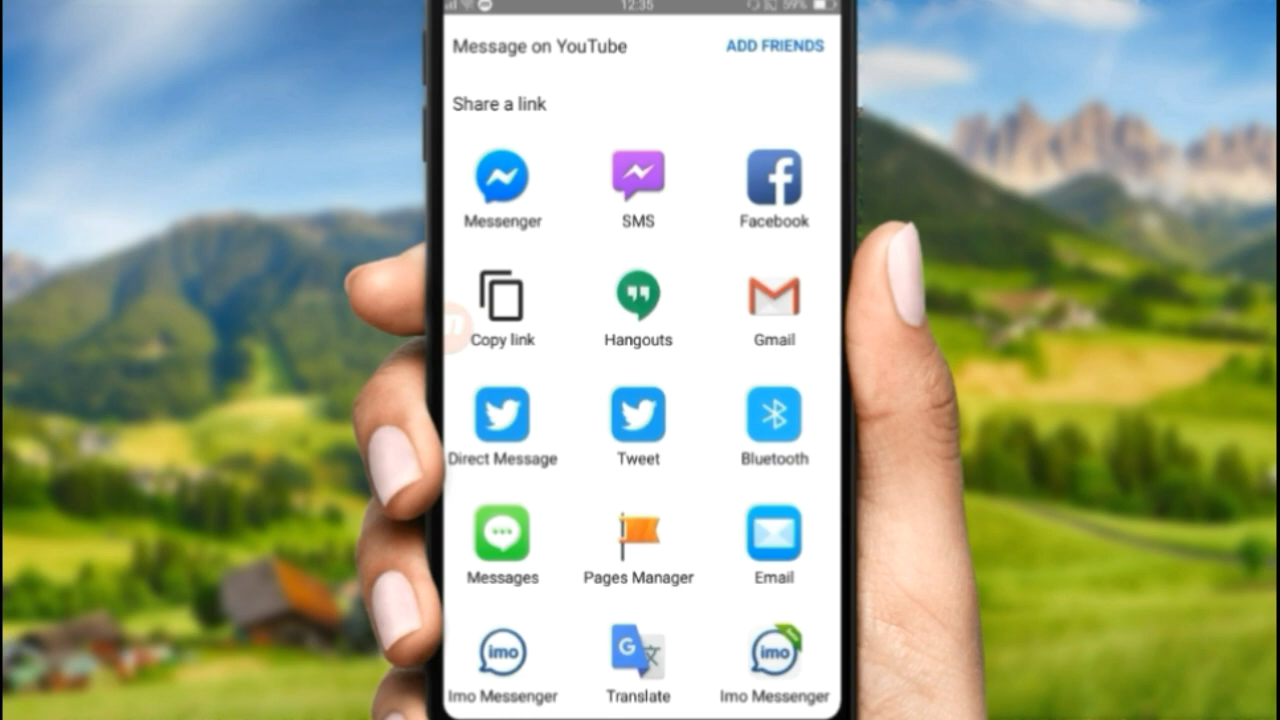 12:35 59%
Message on YouTube ADD FRIENDS
Share a link
Messenger SMS Facebook
Copy link Hangouts Gmail
Direct Message Tweet Bluetooth
Messages Pages Manager Email
imo G 文 imo
Imo Messenger Translate Imo Messenger